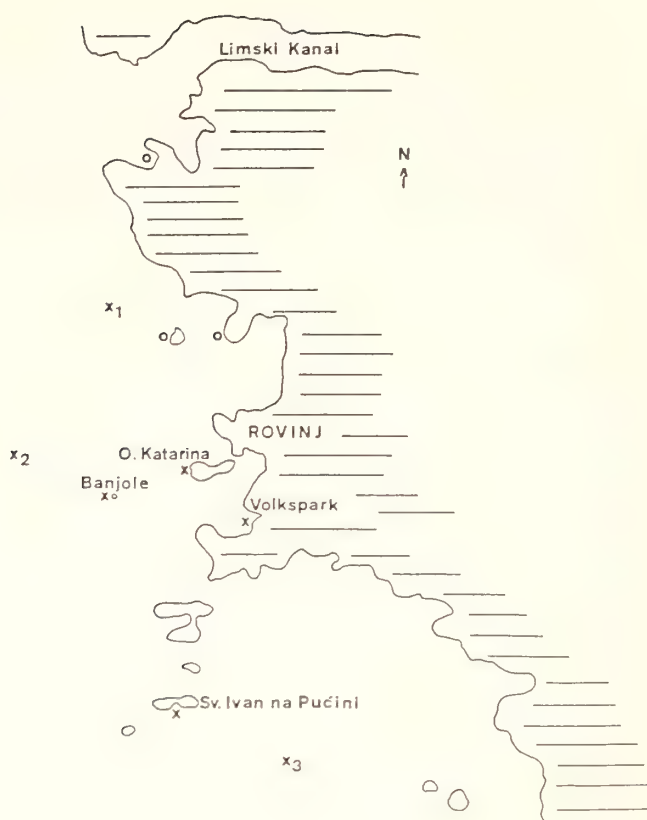 Limski Kanal
N
x1
ROVINJ
O. Katarina
x2
Banjole
x
x
Volkspark
x
Sv. Ivan na Pućini
x
x3